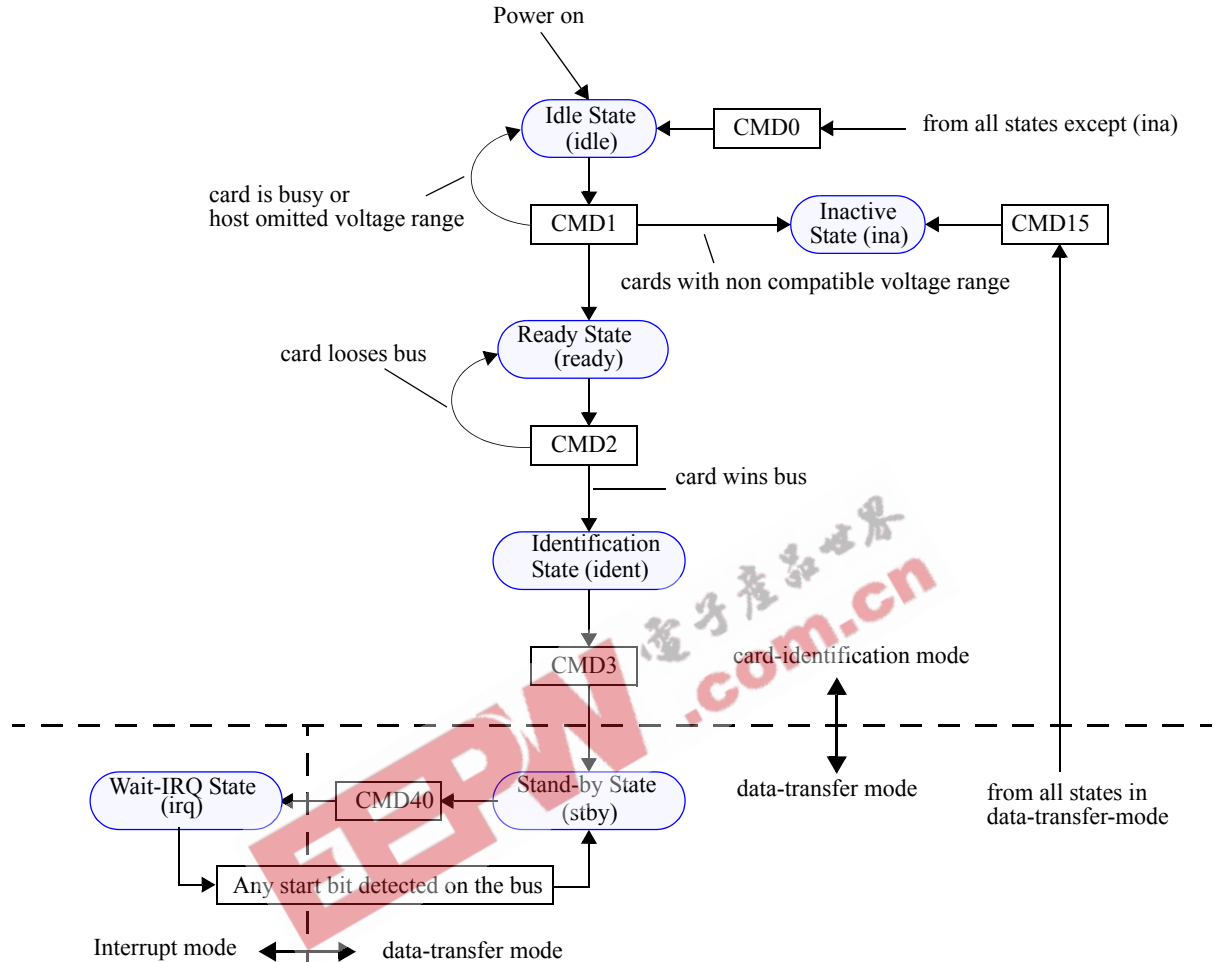 Power on
Idle State
(idle)
CMD0
from all states except (ina)
card is busy or
host omitted voltage range
CMD1
Inactive
State (ina)
CMD15
cards with non compatible voltage range
Ready State
(ready)
card looses bus
CMD2
card wins bus
Identification
State (ident)
CMD3
card-identification mode
電子產品世界
EEPW
.com.cn
Wait-IRQ State
(irq)
CMD40
Stand-by State
(stby)
data-transfer mode
from all states in
data-transfer-mode
Any start bit detected on the bus
Interrupt mode
data-transfer mode